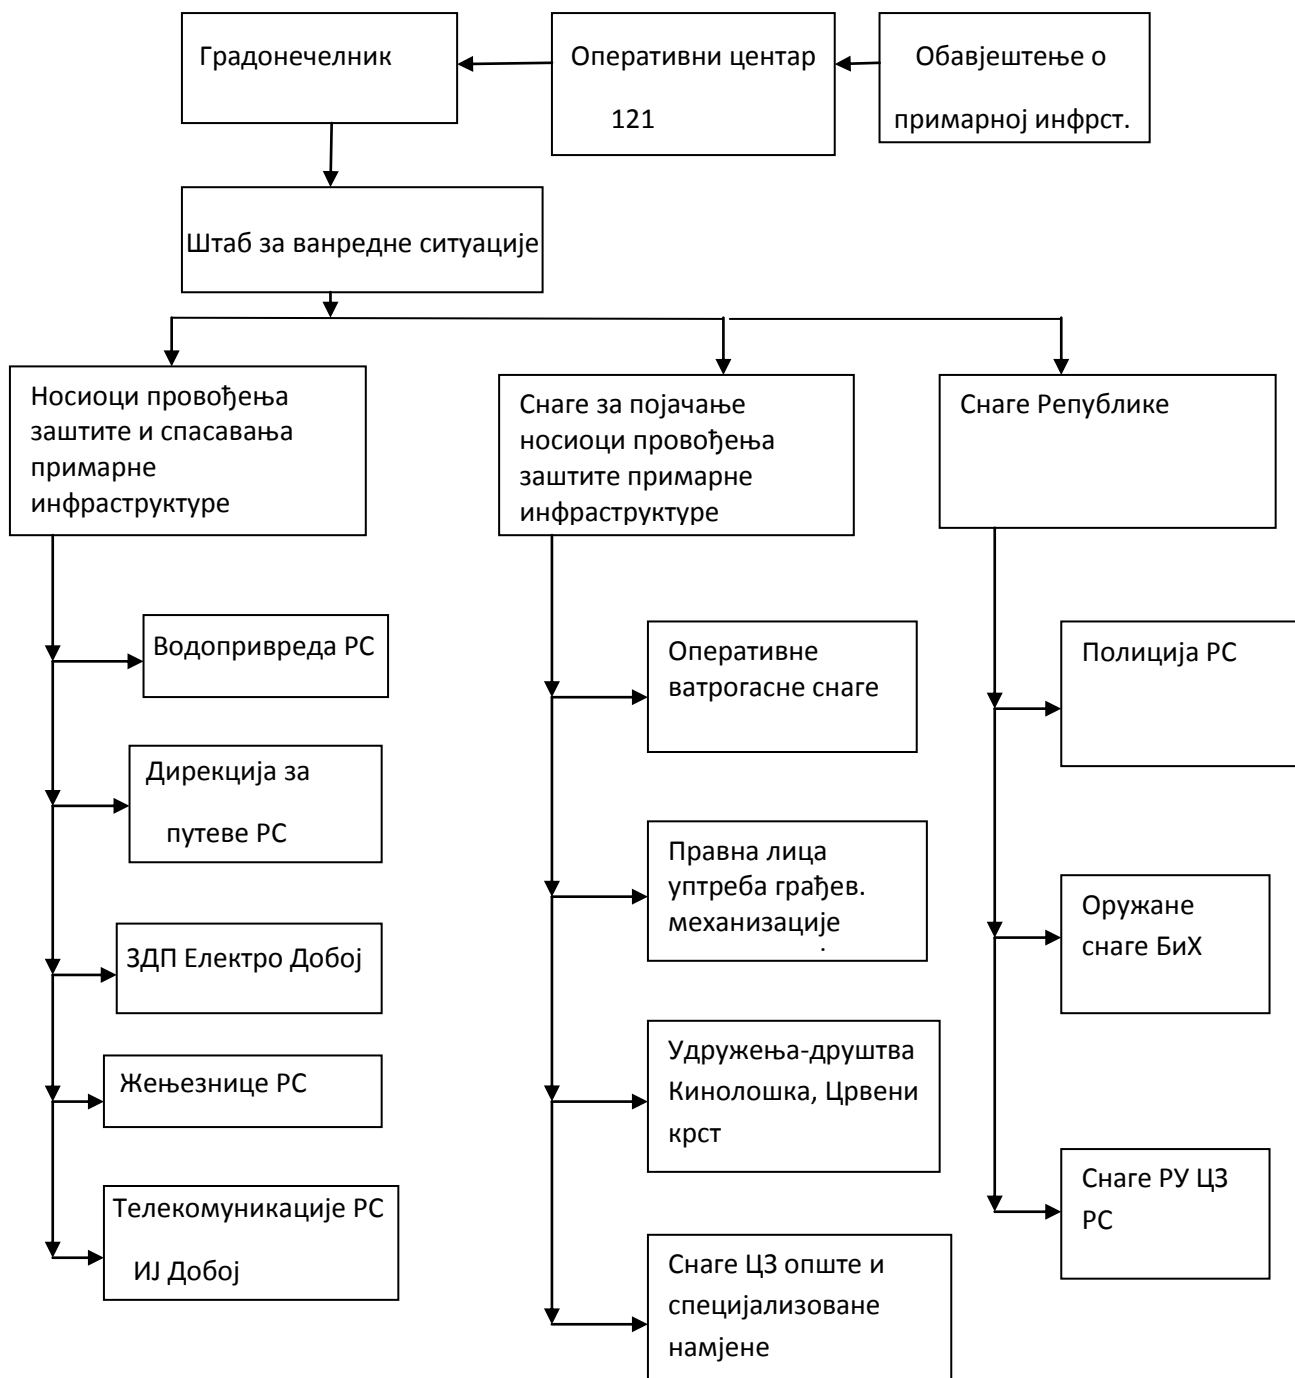 Градонечелник
Оперативни центар
121
Обавјештење о
примарној инфрст.
Штаб за ванредне ситуације
Носиоци провођења
заштите и спасавања
примарне
инфраструктуре
Снаге за појачање
носиоци провођења
заштите примарне
инфраструктуре
Снаге Републике
Водопривреда РС
Дирекција за
путеве РС
ЗДП Електро Добој
Жењезнице РС
Телекомуникације РС
ИЈ Добој
Оперативне
ватрогасне снаге
Правна лица
уптреба грађев.
механизације
Удружења-друштва
Кинолошка, Црвени
крст
Снаге ЦЗ опште и
специјализоване
намјене
Полиција РС
Оружане
снаге БиХ
Снаге РУ ЦЗ
РС